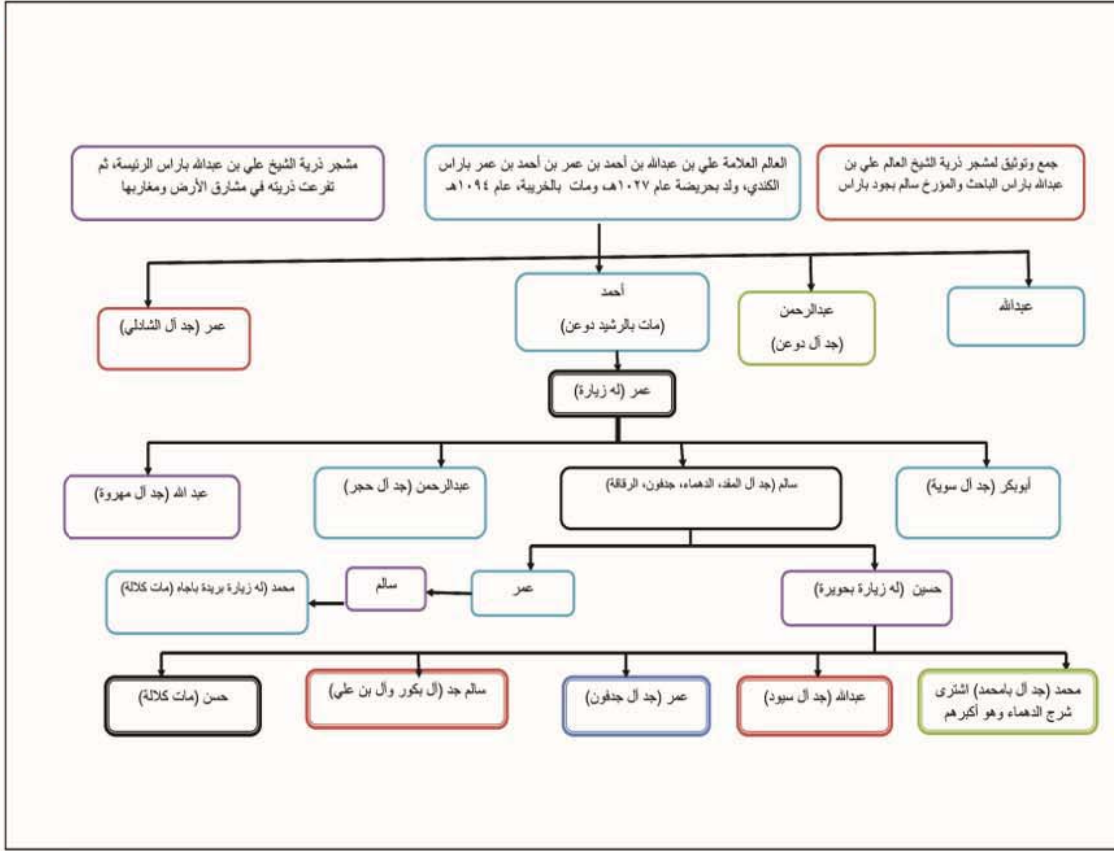 جمع وتوثيق لمشجر ذرية الشيخ العالم علي بن
عبدالله باراس الباحث والمؤرخ سالم بجود باراس
العالم العلامة علي بن عبدالله بن أحمد بن عمر بن أحمد بن عمر باراس
الكندي، ولد بحريضة عام ١٠٢٧هـ، ومات بالخريبة، عام ١٠٩٤هـ
مشجر ذرية الشيخ علي بن عبدالله باراس الرئيسة، ثم
تفرعت ذريته في مشارق الأرض ومغاربها
عبدالله
عبدالرحمن
(جد آل دوعن)
أحمد
(مات بالرشيد دوعن)
عمر (جد آل الشادلي)
عمر (له زيارة)
أبوبكر (جد آل سوية)
سالم (جد آل المقد، الدهماء، جدفون، الرقاقة)
عبدالرحمن (جد آل حجر)
عبد الله (جد آل مهروة)
حسين (له زيارة بحويرة)
عمر
سالم
محمد (له زيارة بريدة باجاه (مات كلالة)
محمد (جد آل بامحمد) اشترى
شرج الدهماء وهو أكبرهم
عبدالله (جد آل سيود)
عمر (جد آل جدفون)
سالم جد (آل بكور وآل بن علي)
حسن (مات كلالة)